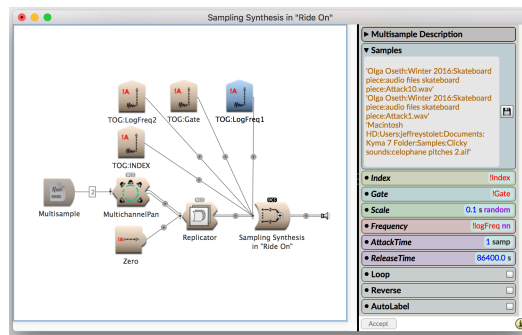 Sampling Synthesis in "Ride On"
!A
!A
!A
TOG:LogFreq2
TOG:Gate
TOG:LogFreq1
!A
TOG:INDEX
2
Multisample
MultichannelPan
Replicator
Sampling Synthesis
in "Ride On"
!A
Zero
Multisample Description
Samples
'Olga Oseth:Winter 2016:Skateboard
piece:audio files skateboard
piece:Attack10.wav'
'Olga Oseth:Winter 2016:Skateboard
piece:audio files skateboard
piece:Attack1.wav'
'Macintosh
HD:Users:jeffreystolet:Documents:
Kyma 7 Folder:Samples:Clicky
sounds:celophane pitches 2.aif'
Index !Index
Gate !Gate
Scale 0.1 s random
Frequency !logFreq nn
AttackTime 1 samp
ReleaseTime 86400.0 s
Loop
Reverse
AutoLabel
Accept